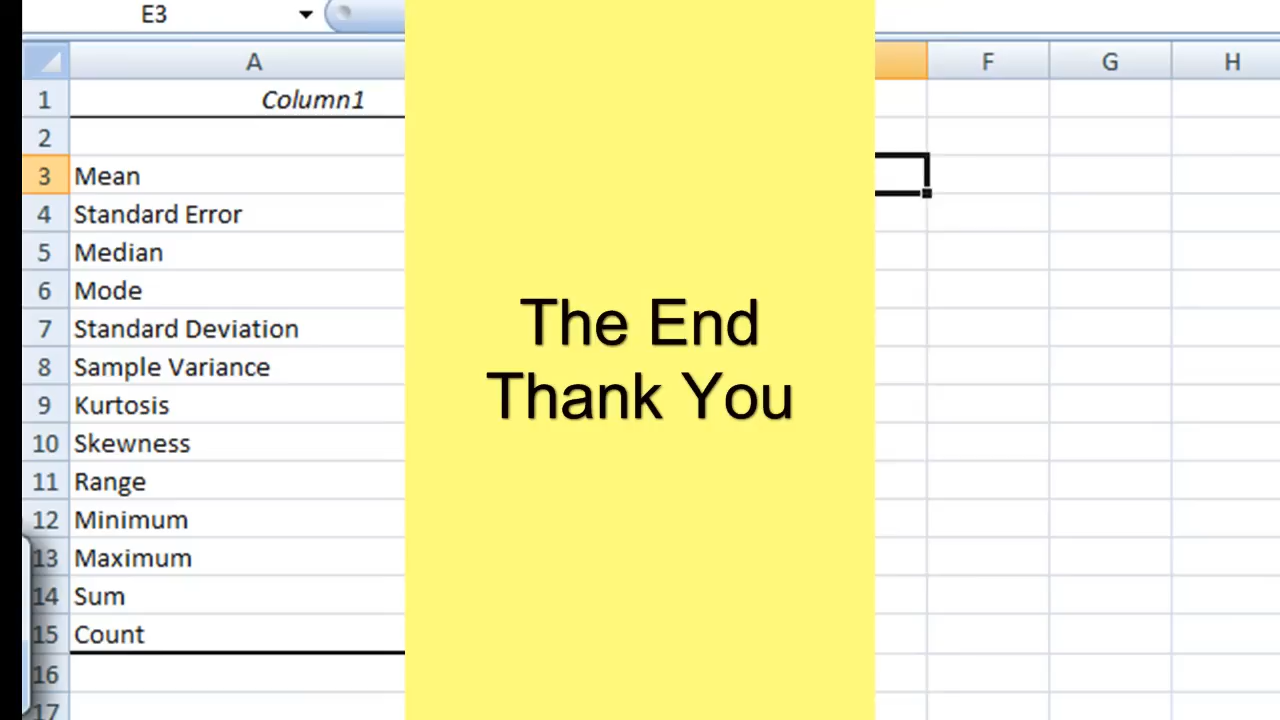 E3
A F G H
1 Column1
2
3 Mean
4 Standard Error
5 Median
6 Mode
7 Standard Deviation
8 Sample Variance
9 Kurtosis
10 Skewness
11 Range
12 Minimum
13 Maximum
14 Sum
15 Count
16
17
The End
Thank You